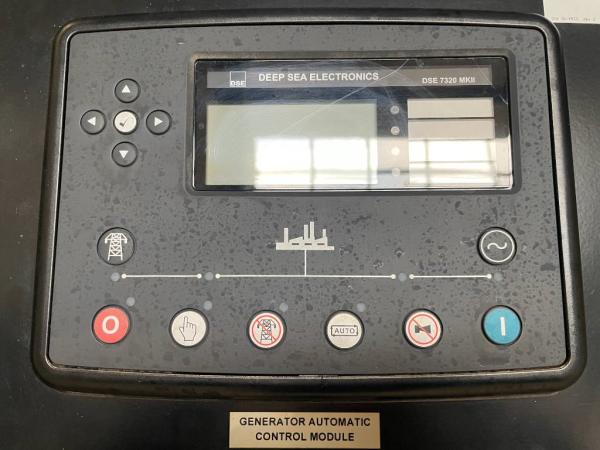 DSE
DEEP SEA ELECTRONICS
DSE 7320 MKII
O
AUTO
I
GENERATOR AUTOMATIC
CONTROL MODULE